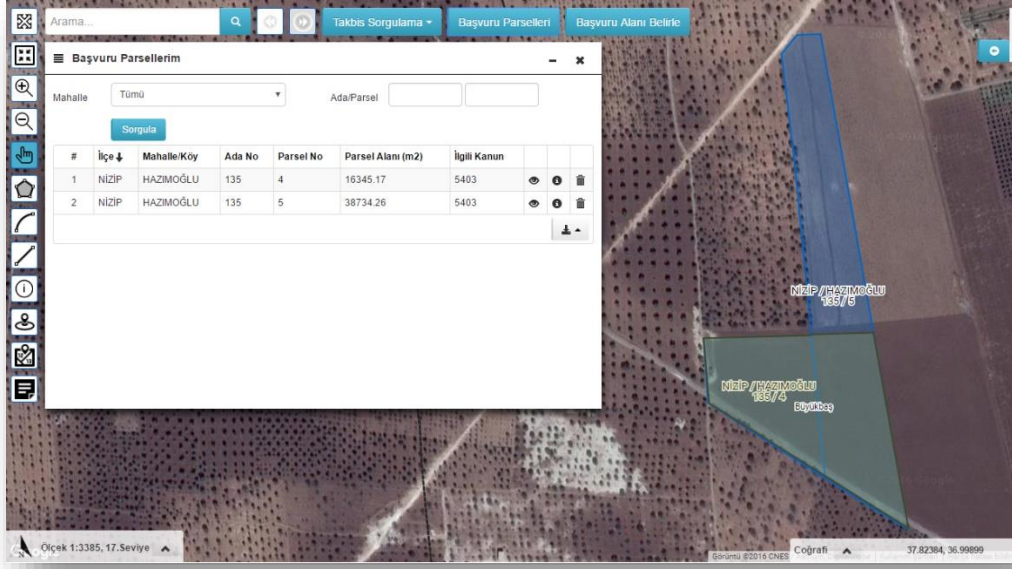 Arama... Takbis Sorgulama Başvuru Parselleri Başvuru Alanı Belirle
Başvuru Parsellerim
Mahalle Tümü Ada/Parsel
Sorgula
# İlçe Mahalle/Köy Ada No Parsel No Parsel Alanı (m2) İlgili Kanun
1 NİZİP HAZIMOĞLU 135 4 16345.17 5403
2 NİZİP HAZIMOĞLU 135 5 38734.26 5403
NİZİP / HAZIMOĞLU
135 / 5
NİZİP / HAZIMOĞLU
135 / 4
Büyükbaş
Ölçek 1:3385, 17.Seviye
Görüntü ©2016 CNES
Coğrafi 37.82384, 36.99899